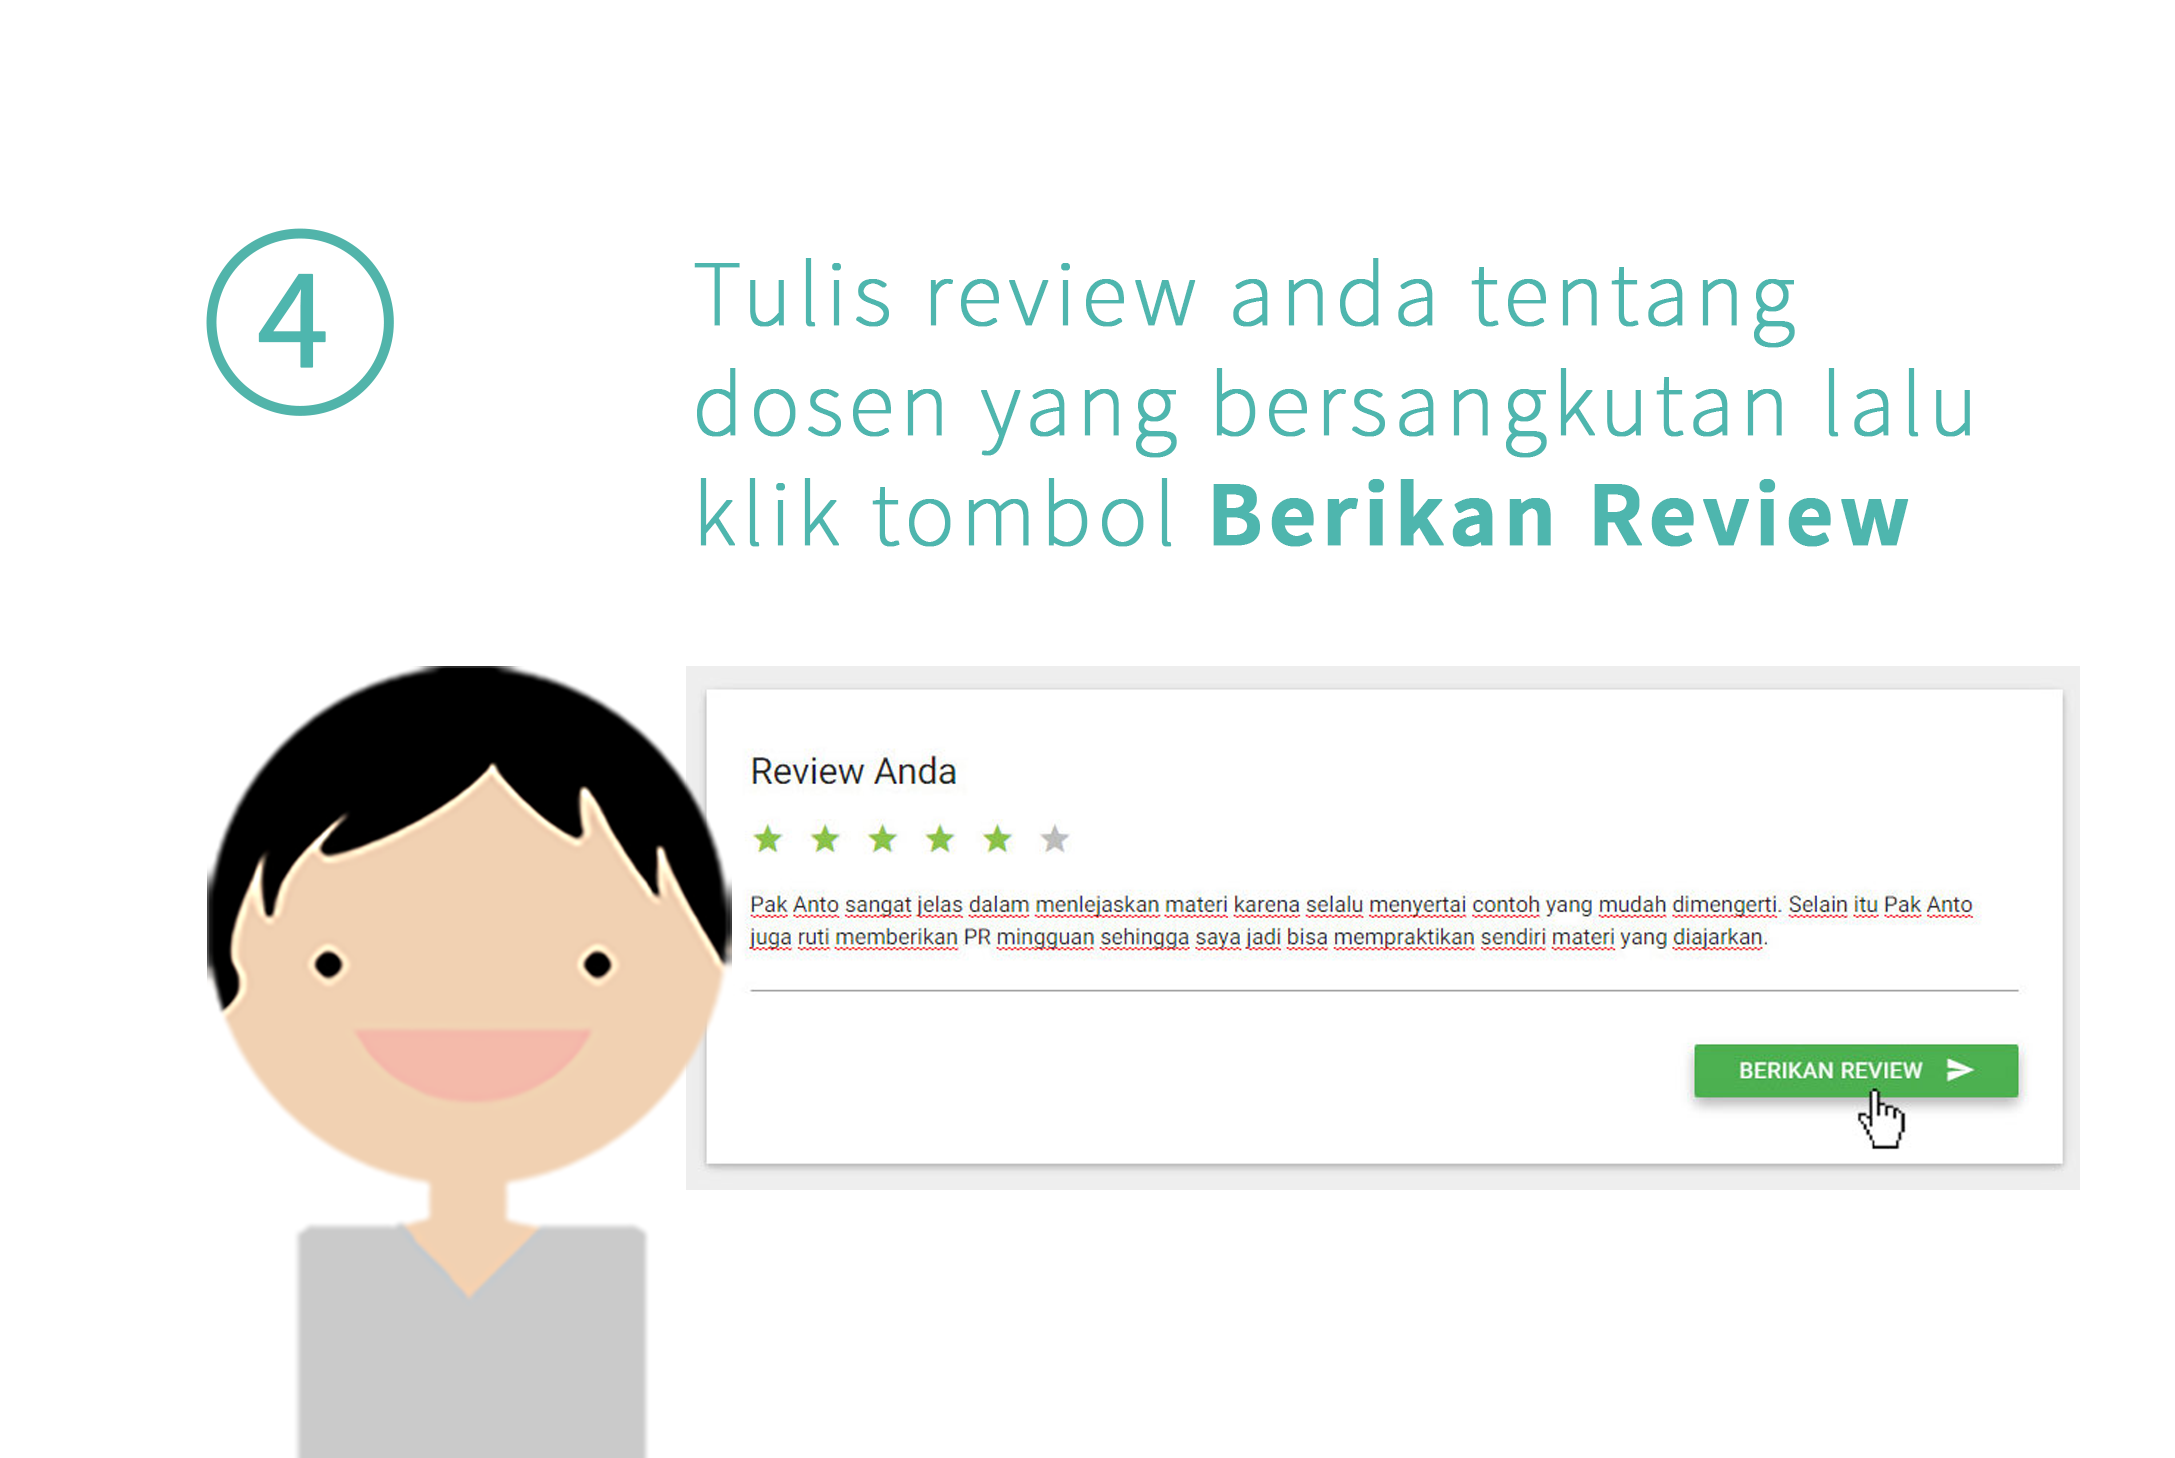 4
Tulis review anda tentang
dosen yang bersangkutan lalu
klik tombol Berikan Review
Review Anda
Pak Anto sangat jelas dalam menlejaskan materi karena selalu menyertai contoh yang mudah dimengerti. Selain itu Pak Anto
juga ruti memberikan PR mingguan sehingga saya jadi bisa mempraktikan sendiri materi yang diajarkan.
BERIKAN REVIEW